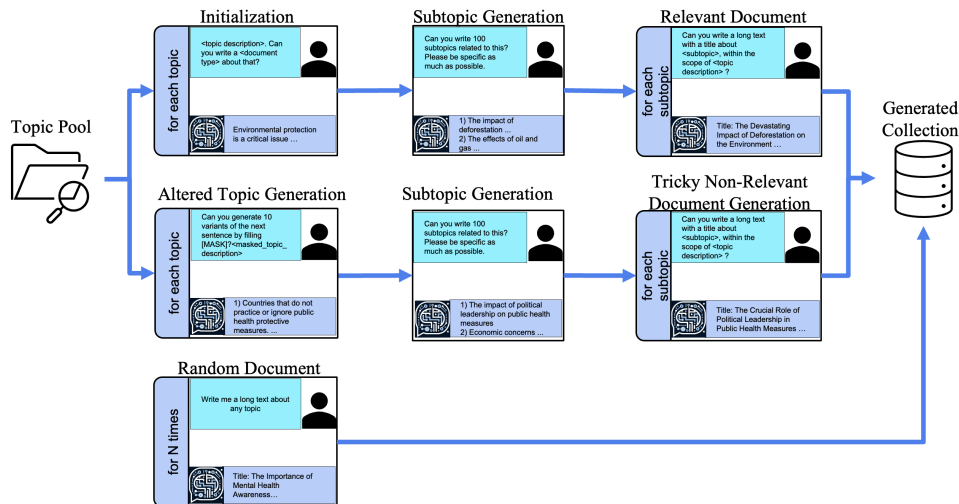 Initialization
for each topic
<topic description>. Can
you write a <document
type> about that?
Environmental protection
is a critical issue …
Subtopic Generation
Can you write 100
subtopics related to this?
Please be specific as
much as possible.
1) The impact of
deforestation ...
2) The effects of oil and
gas ...
Relevant Document
for each
subtopic
Can you write a long text
with a title about
<subtopic>, within the
scope of <topic
description> ?
Title: The Devastating
Impact of Deforestation on
the Environment …
Topic Pool
Generated
Collection
Altered Topic Generation
for each topic
Can you generate 10
variants of the next
sentence by filling
[MASK]?<masked_topic_
description>
1) Countries that do not
practice or ignore public
health protective
measures. …
Subtopic Generation
Can you write 100
subtopics related to this?
Please be specific as
much as possible.
1) The impact of political
leadership on public health
measures
2) Economic concerns ...
Tricky Non-Relevant
Document Generation
for each
subtopic
Can you write a long text
with a title about
<subtopic>, within the
scope of <topic
description> ?
Title: The Crucial Role of
Political Leadership in
Public Health Measures …
Random Document
for N times
Write me a long text about
any topic
Title: The Importance of
Mental Health
Awareness…